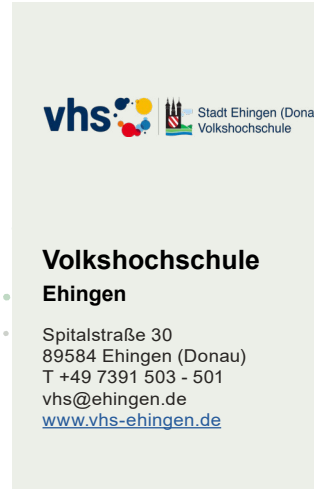 vhs
Stadt Ehingen (Dona
Volkshochschule
Volkshochschule
Ehingen
Spitalstraße 30
89584 Ehingen (Donau)
T +49 7391 503 - 501
vhs@ehingen.de
www.vhs-ehingen.de